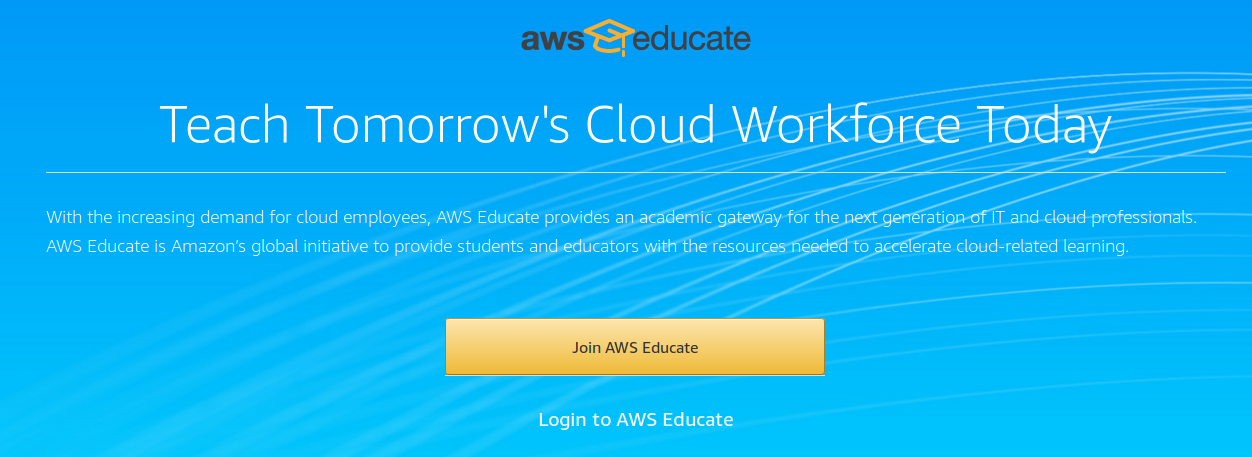 aws educate
Teach Tomorrow's Cloud Workforce Today
With the increasing demand for cloud employees, AWS Educate provides an academic gateway for the next generation of IT and cloud professionals.
AWS Educate is Amazon's global initiative to provide students and educators with the resources needed to accelerate cloud-related learning.
Join AWS Educate
Login to AWS Educate